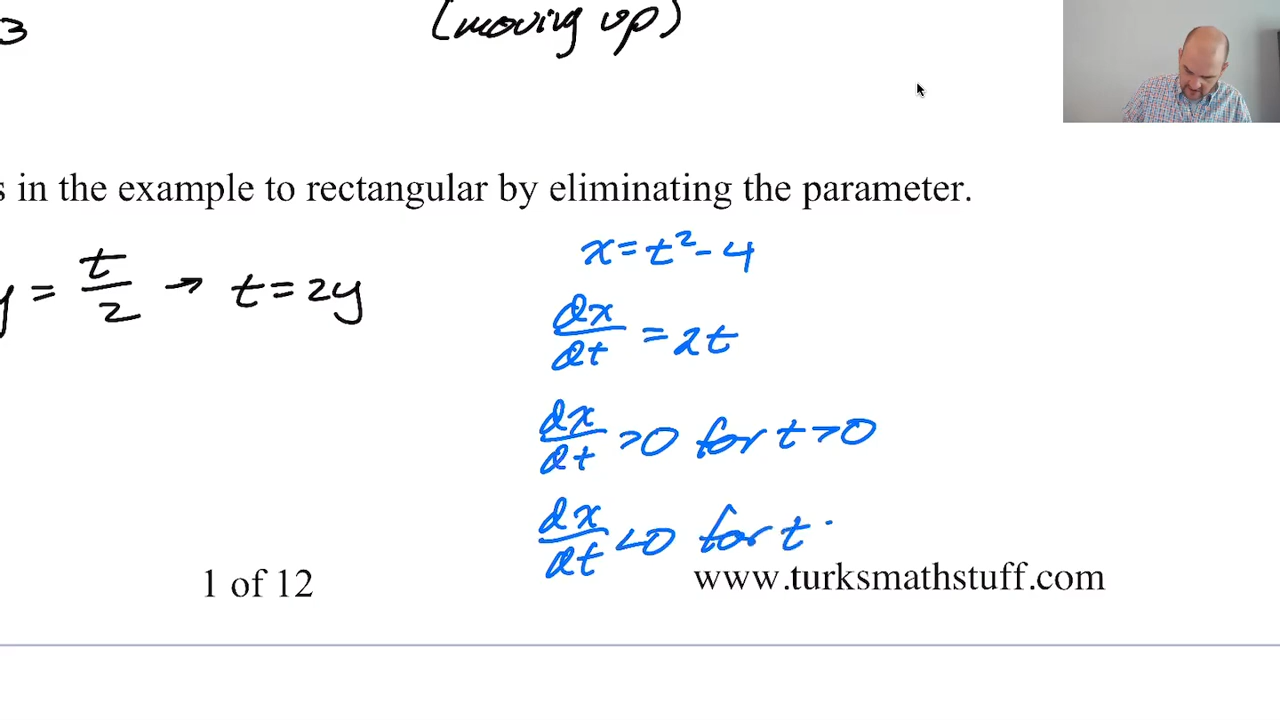 3
(moving up)
s in the example to rectangular by eliminating the parameter.
y = t/2 → t = 2y
x = t² - 4
dx/dt = 2t
dx/dt > 0 for t > 0
dx/dt < 0 for t
1 of 12
www.turksmathstuff.com